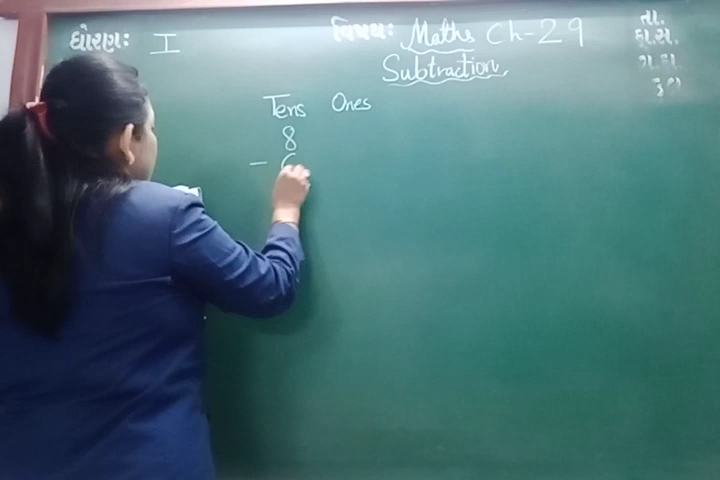 ધોરણ: I
વિષય: Maths Ch-29
Subtraction
તા.
હા.સ.
ગે.હા.
કુલ
Tens Ones
8
-